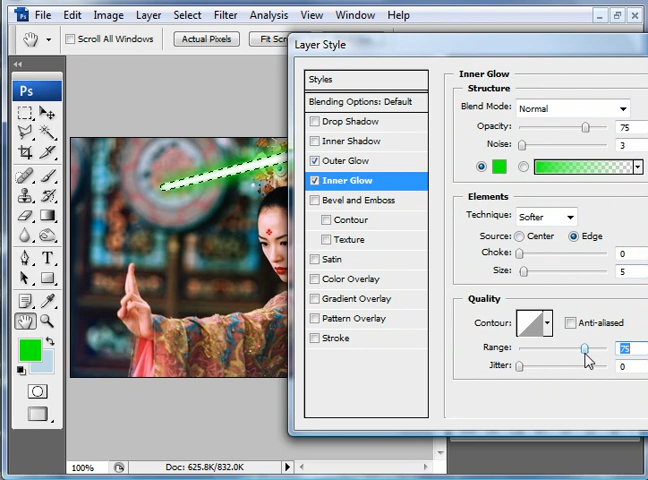 Ps File Edit Image Layer Select Filter Analysis View Window Help
Scroll All Windows Actual Pixels Fit Scr
Ps
T
100% Doc: 625.8K/832.0K
Layer Style
Styles
Blending Options: Default
Drop Shadow
Inner Shadow
Outer Glow
Inner Glow
Bevel and Emboss
Contour
Texture
Satin
Color Overlay
Gradient Overlay
Pattern Overlay
Stroke
Inner Glow
Structure
Blend Mode: Normal
Opacity: 75
Noise: 3
Elements
Technique: Softer
Source: Center Edge
Choke: 0
Size: 5
Quality
Contour: Anti-aliased
Range: 75
Jitter: 0